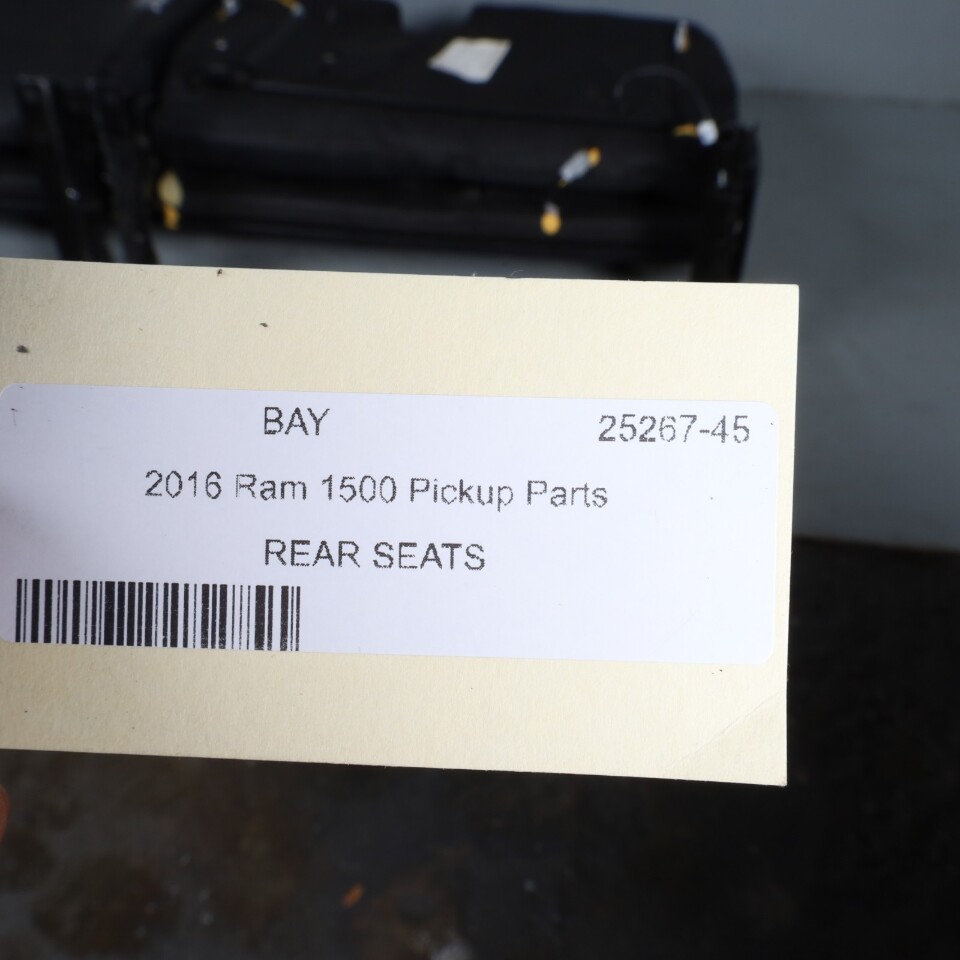 BAY 25267-45
2016 Ram 1500 Pickup Parts
REAR SEATS